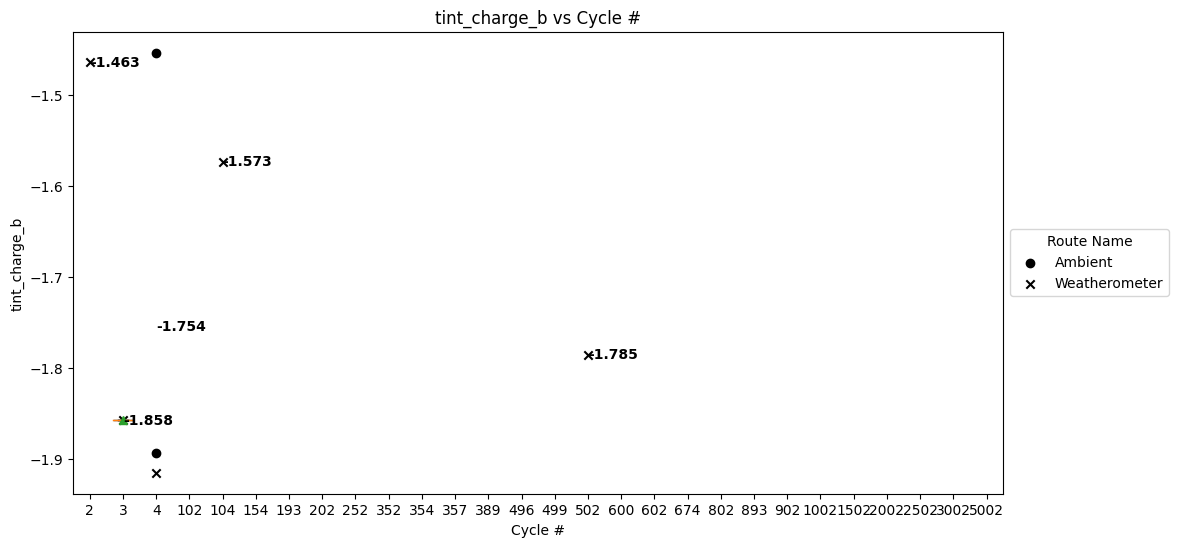 tint_charge_b vs Cycle #
-1.463
-1.573
-1.754
-1.785
-1.858
−1.5
−1.6
−1.7
−1.8
−1.9
tint_charge_b
2 3 4 102 104 154 193 202 252 352 354 357 389 496 499 502 600 602 674 802 893 902 1002 1502 2002 2502 3002 5002
Cycle #
Route Name
Ambient
Weatherometer